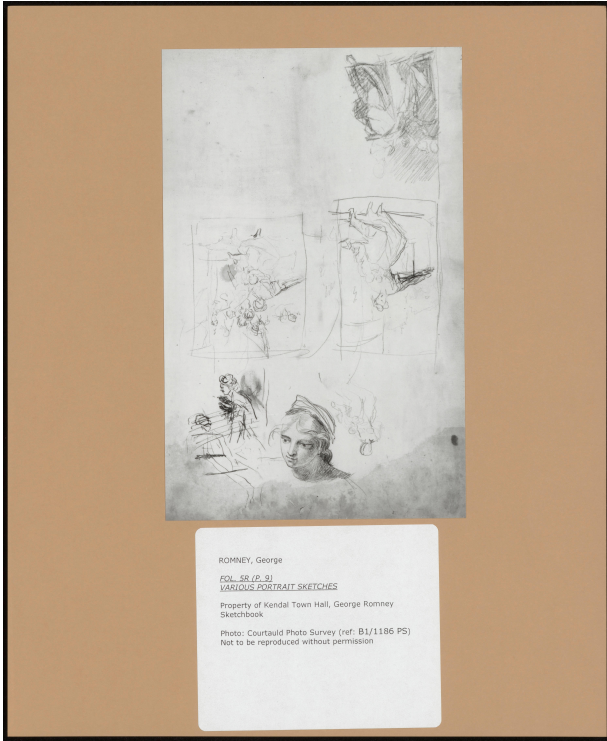 ROMNEY, George
FOL. 5R (P. 9)
VARIOUS PORTRAIT SKETCHES
Property of Kendal Town Hall, George Romney
Sketchbook
Photo: Courtauld Photo Survey (ref: B1/1186 PS)
Not to be reproduced without permission